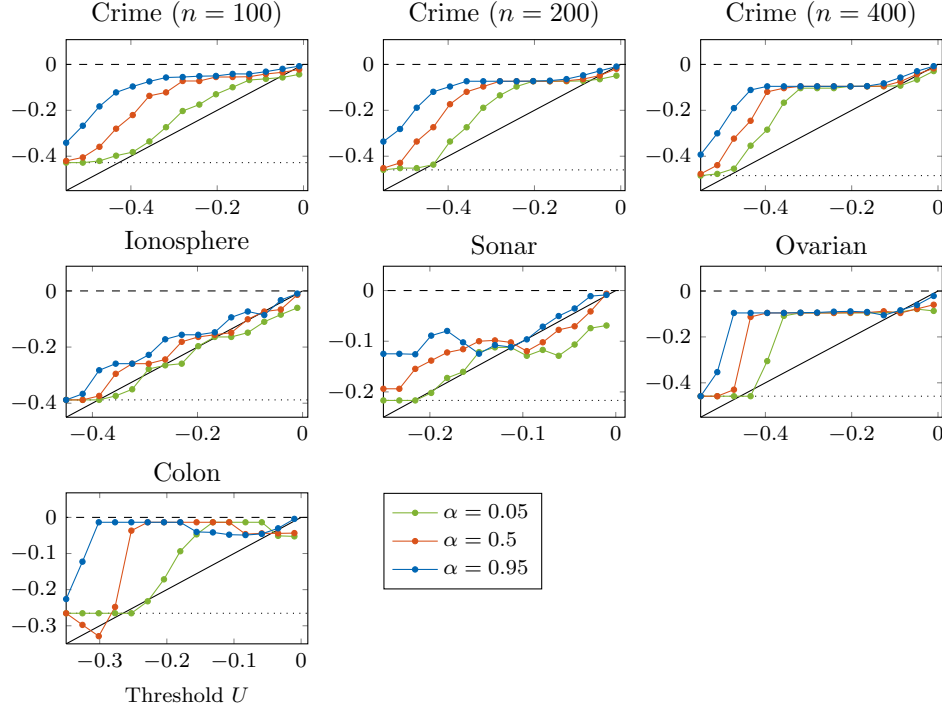 Crime (n = 100) Crime (n = 200) Crime (n = 400)
0 0 0
−0.2 −0.2 −0.2
−0.4 −0.4 −0.4
−0.4 −0.2 0 −0.4 −0.2 0 −0.4 −0.2 0
Ionosphere Sonar Ovarian
0 0 0
−0.2 −0.1 −0.2
−0.4 −0.2 −0.4
−0.4 −0.2 0 −0.2 −0.1 0 −0.4 −0.2 0
Colon
0
α = 0.05
−0.1
α = 0.5
−0.2
α = 0.95
−0.3
−0.3 −0.2 −0.1 0
Threshold U